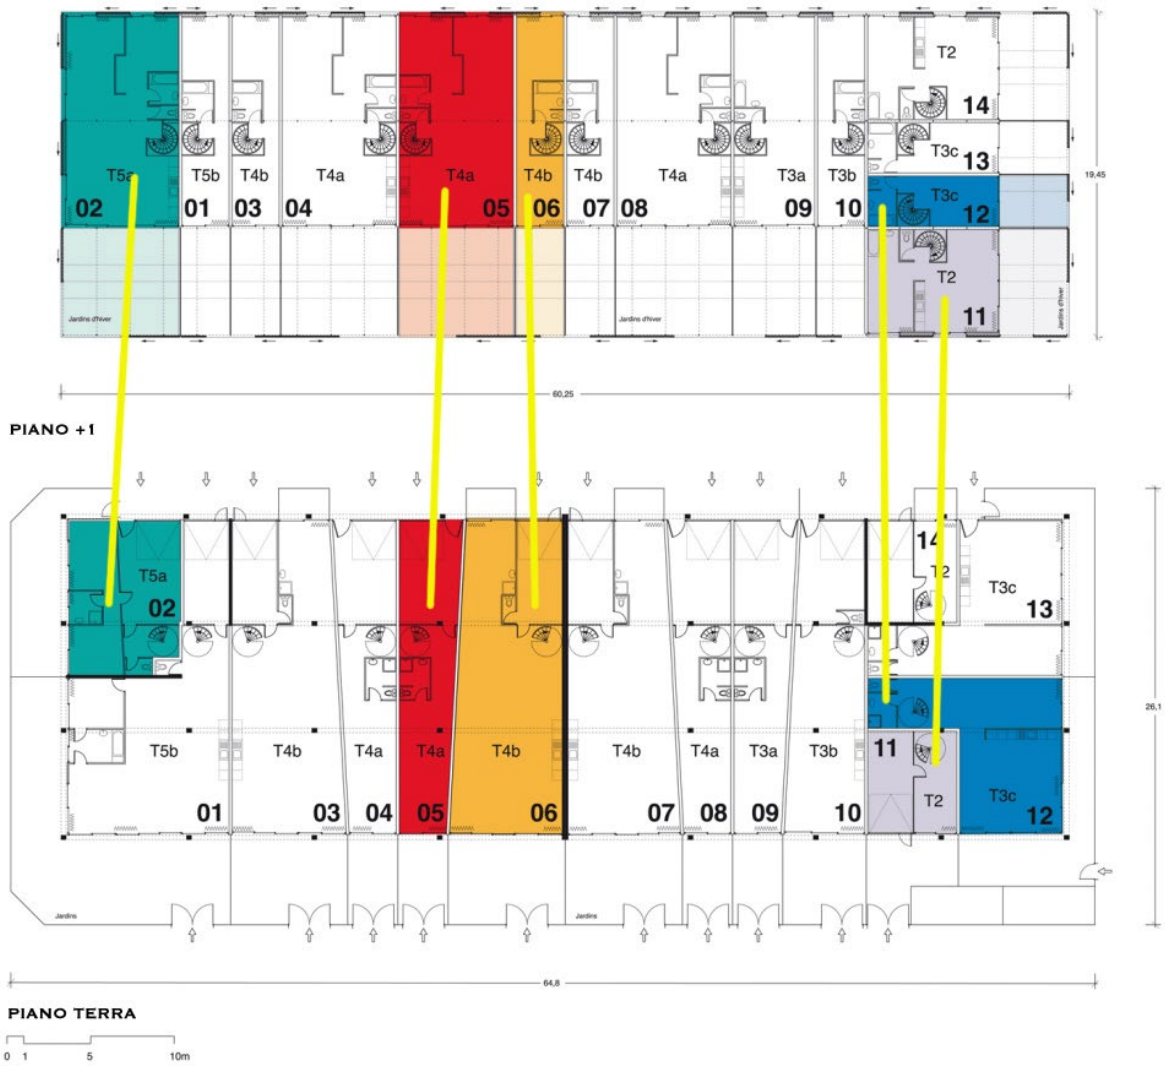 T2
14
T3c
13
19,45
T5a
T5b
T4b
T4a
T4a
T4b
T4b
T4a
T3a
T3b
T3c
02
01
03
04
05
06
07
08
09
10
12
T2
11
Jardins d'hiver
Jardins d'hiver
Jardins d'hiver
60,25
PIANO +1
14
T5a
T2
T3c
02
13
26,1
T5b
T4b
T4a
T4a
T4b
T4b
T4a
T3a
T3b
11
T2
T3c
01
03
04
05
06
07
08
09
10
12
Jardins
Jardins
64,8
PIANO TERRA
0 1 5 10m